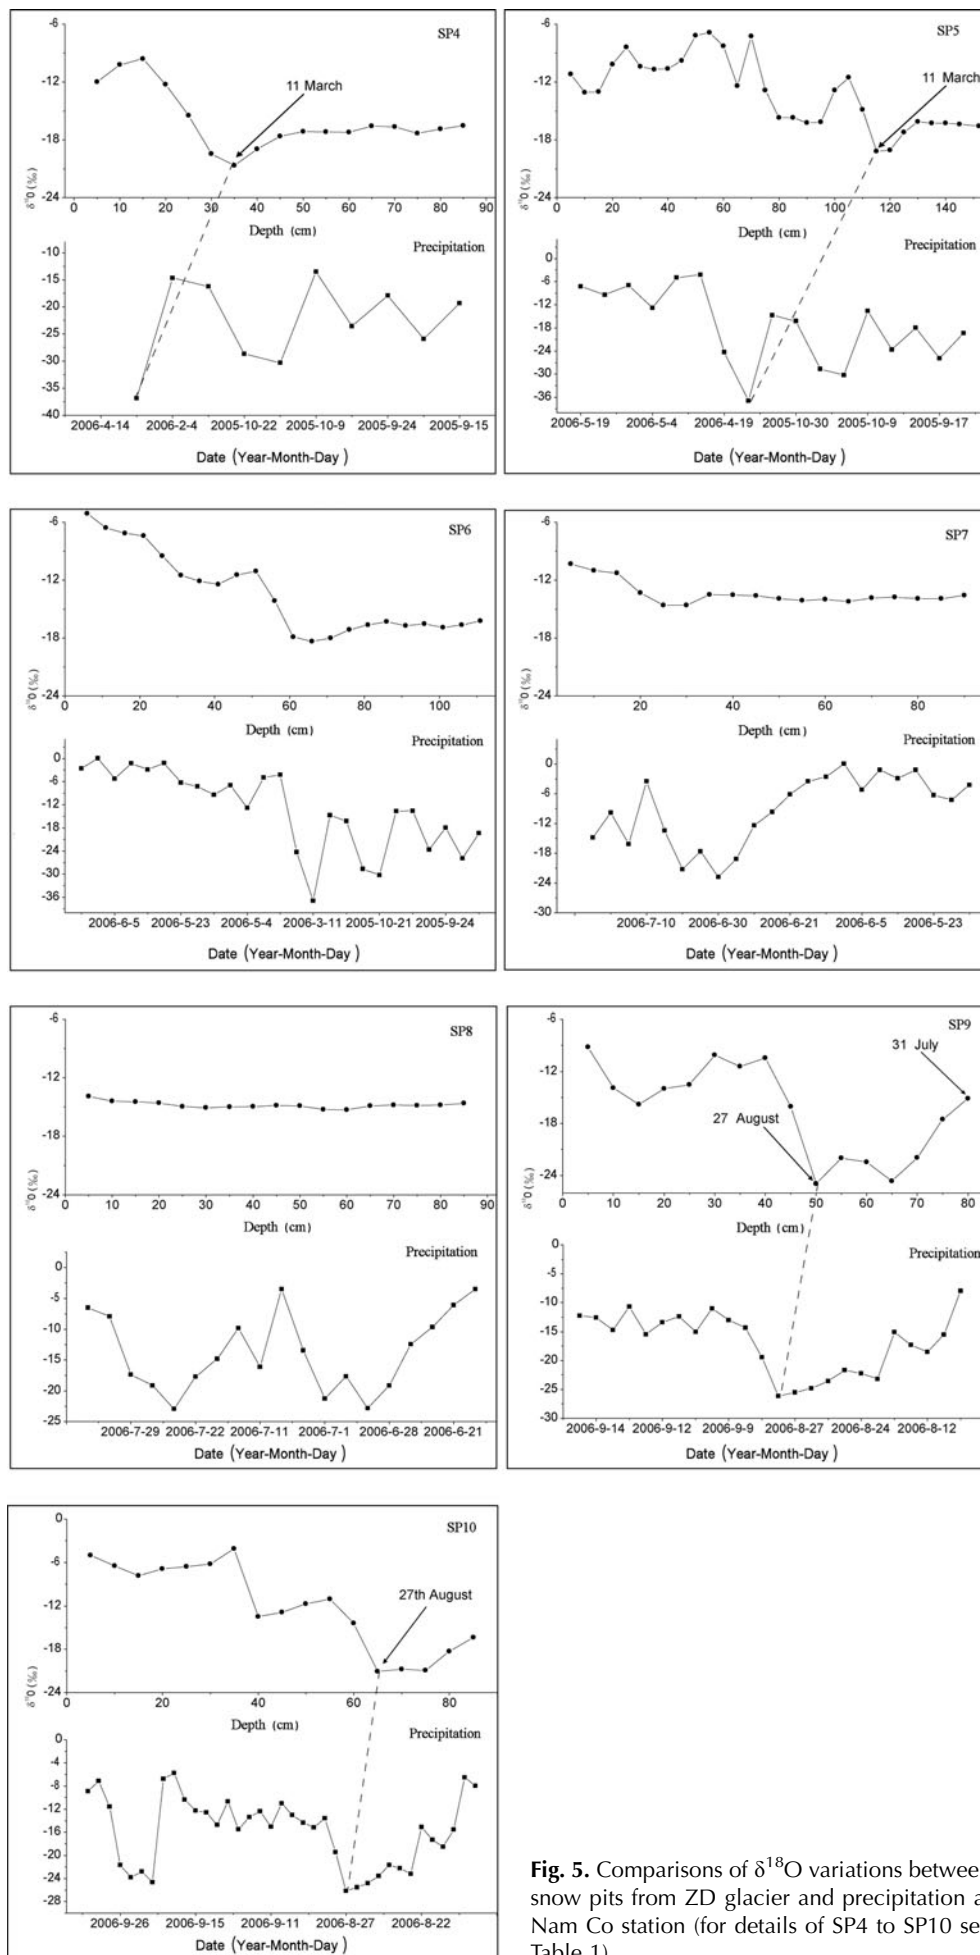 SP4
-6
-12
-18
-24
δ¹⁸O (‰)
11 March
0 10 20 30 40 50 60 70 80 90
Depth (cm)
Precipitation
-10
-15
-20
-25
-30
-35
-40
2006-4-14 2006-2-4 2005-10-22 2005-10-9 2005-9-24 2005-9-15
Date (Year-Month-Day)
SP5
-6
-12
-18
-24
δ¹⁸O (‰)
11 March
0 20 40 60 80 100 120 140
Depth (cm)
Precipitation
0
-6
-12
-18
-24
-30
-36
2006-5-19 2006-5-4 2006-4-19 2005-10-30 2005-10-9 2005-9-17
Date (Year-Month-Day)
SP6
-6
-12
-18
-24
δ¹⁸O (‰)
0 20 40 60 80 100
Depth (cm)
Precipitation
0
-6
-12
-18
-24
-30
-36
2006-6-5 2006-5-23 2006-5-4 2006-3-11 2005-10-21 2005-9-24
Date (Year-Month-Day)
SP7
-6
-12
-18
-24
δ¹⁸O (‰)
20 40 60 80
Depth (cm)
Precipitation
0
-6
-12
-18
-24
-30
2006-7-10 2006-6-30 2006-6-21 2006-6-5 2006-5-23
Date (Year-Month-Day)
SP8
-6
-12
-18
-24
δ¹⁸O (‰)
0 10 20 30 40 50 60 70 80 90
Depth (cm)
Precipitation
0
-5
-10
-15
-20
-25
2006-7-29 2006-7-22 2006-7-11 2006-7-1 2006-6-28 2006-6-21
Date (Year-Month-Day)
SP9
-6
-12
-18
-24
δ¹⁸O (‰)
31 July
27 August
0 10 20 30 40 50 60 70 80
Depth (cm)
Precipitation
0
-5
-10
-15
-20
-25
-30
2006-9-14 2006-9-12 2006-9-9 2006-8-27 2006-8-24 2006-8-12
Date (Year-Month-Day)
SP10
0
-6
-12
-18
-24
δ¹⁸O (‰)
27th August
0 20 40 60 80
Depth (cm)
Precipitation
0
-4
-8
-12
-16
-20
-24
-28
2006-9-26 2006-9-15 2006-9-11 2006-8-27 2006-8-22
Date (Year-Month-Day)
Fig. 5. Comparisons of δ¹⁸O variations betwee
snow pits from ZD glacier and precipitation a
Nam Co station (for details of SP4 to SP10 se
Table 1)